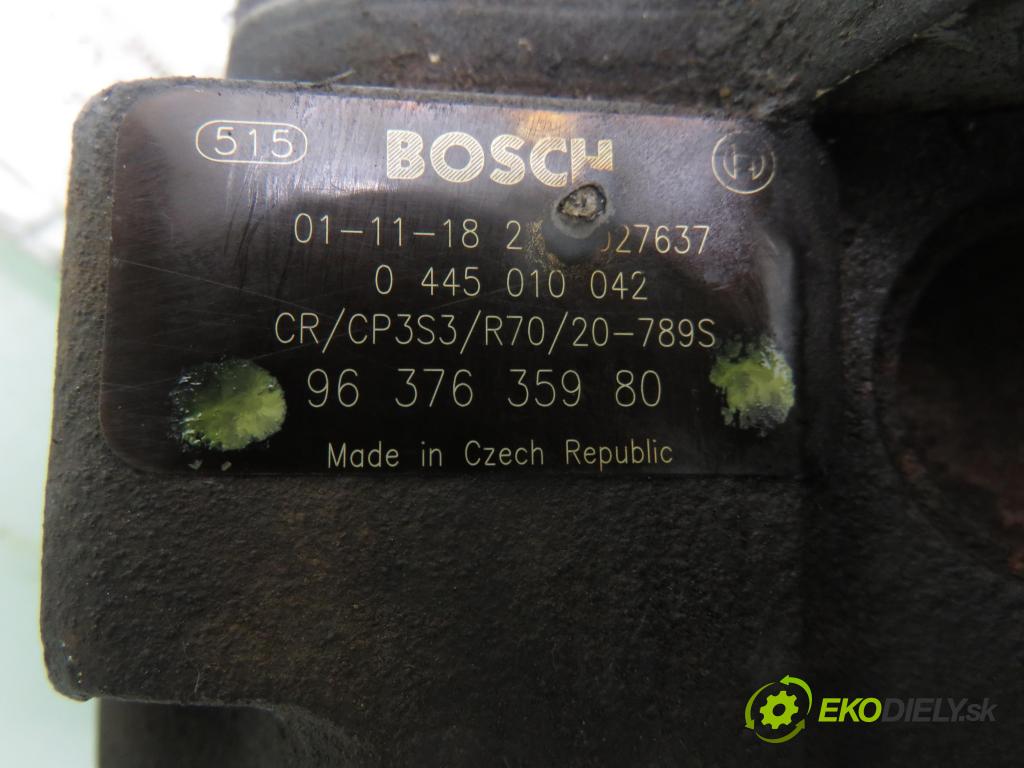 515 BOSCH
01-11-18 2 27637
0 445 010 042
CR/CP3S3/R70/20-789S
96 376 359 80
Made in Czech Republic
EKODIELY.sk